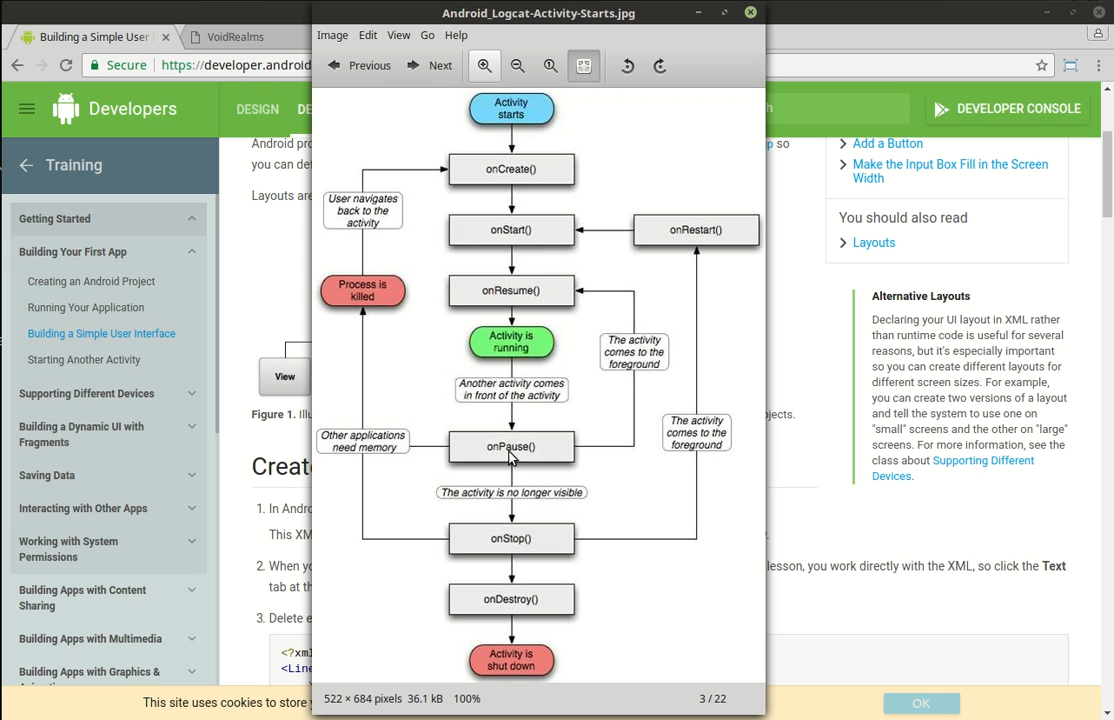 Android_Logcat-Activity-Starts.jpg
Building a Simple User
VoidRealms
Image Edit View Go Help
Secure
https://developer.android
Previous
Next
Developers
DESIGN
DEVELOPER CONSOLE
Training
Getting Started
Building Your First App
Creating an Android Project
Running Your Application
Building a Simple User Interface
Starting Another Activity
Supporting Different Devices
Building a Dynamic UI with
Fragments
Saving Data
Interacting with Other Apps
Working with System
Permissions
Building Apps with Content
Sharing
Building Apps with Multimedia
Building Apps with Graphics &
Android
you can
Layouts are
View
Figure 1.
1. In
This
2. When
tab at
3. Delete
<?xml
Activity
starts
onCreate()
User navigates
back to the
activity
onStart()
onRestart()
Process is
killed
onResume()
Activity is
running
The activity
comes to the
foreground
Another activity comes
in front of the activity
The activity
comes to the
foreground
Other applications
need memory
onPause()
The activity is no longer visible
onStop()
onDestroy()
Activity is
shut down
522 × 684 pixels 36.1 kB 100%
3 / 22
so
lesson, you work directly with the XML, so click the Text
Add a Button
Make the Input Box Fill in the Screen
Width
You should also read
Layouts
Alternative Layouts
Declaring your UI layout in XML rather
than runtime code is useful for several
reasons, but it's especially important
so you can create different layouts for
different screen sizes. For example,
you can create two versions of a layout
and tell the system to use one on
"small" screens and the other on "large"
screens. For more information, see the
class about Supporting Different
Devices.
This site uses cookies to store
OK